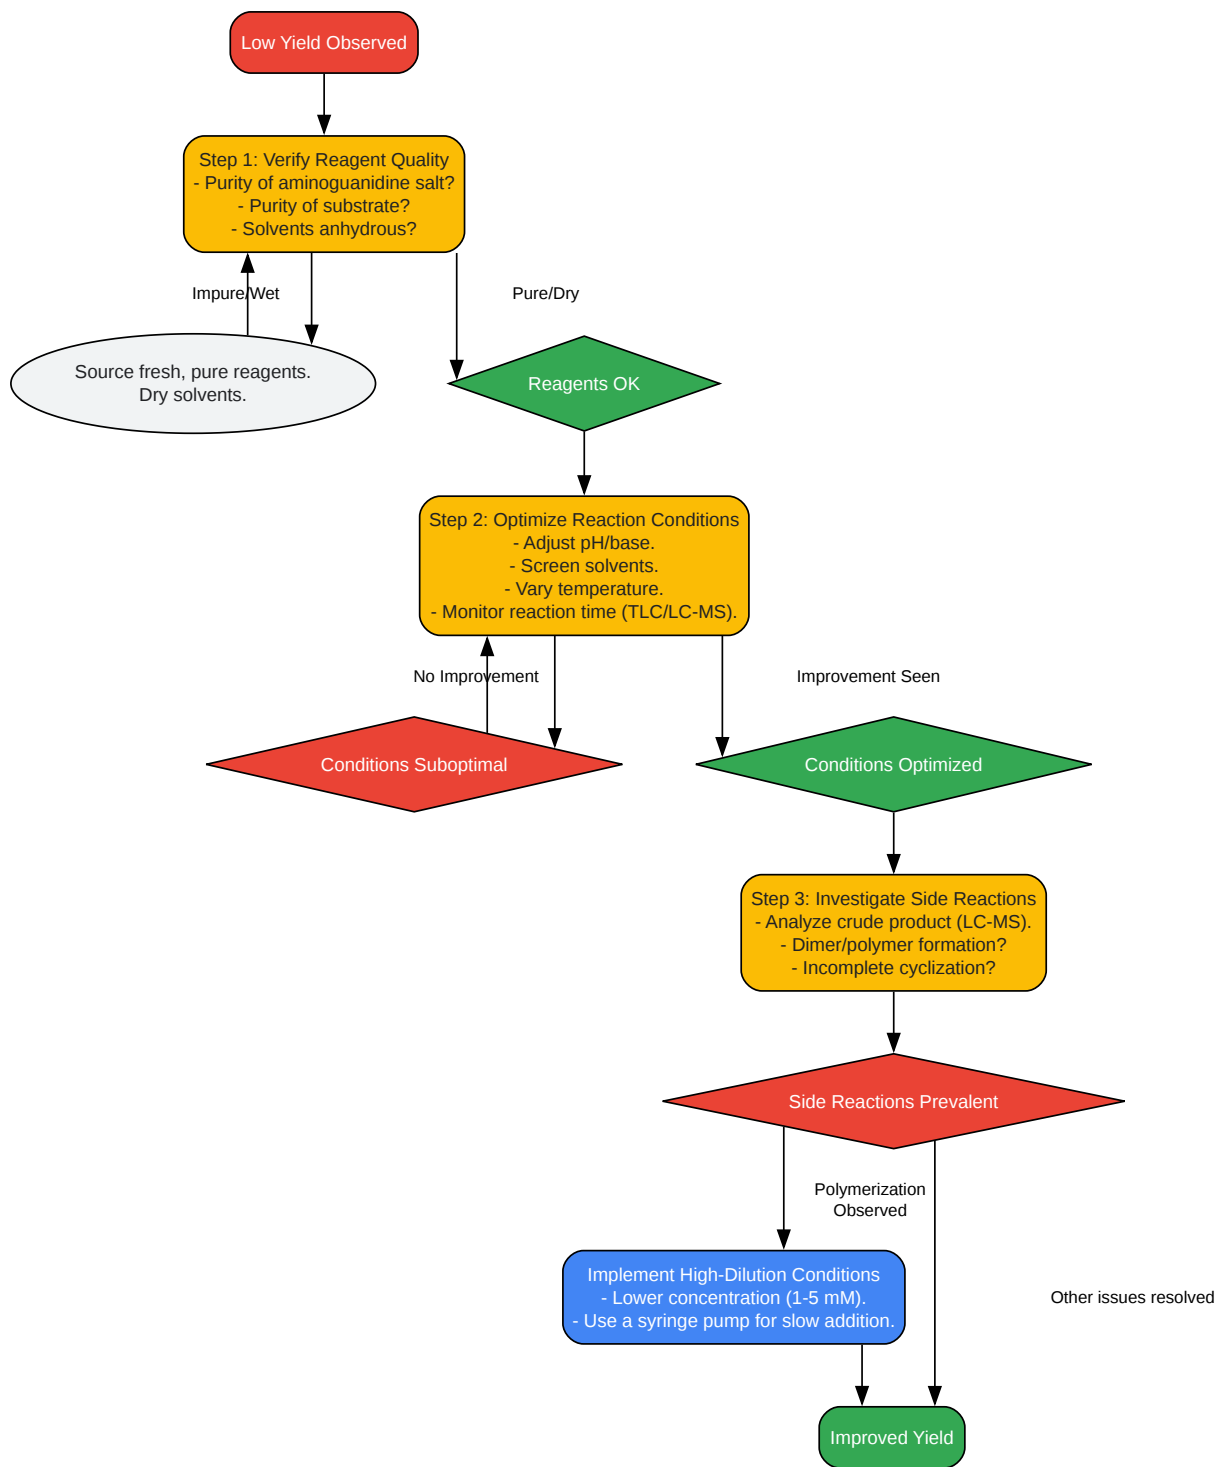 Low Yield Observed
Step 1: Verify Reagent Quality
- Purity of aminoguanidine salt?
- Purity of substrate?
- Solvents anhydrous?
Impure/Wet
Pure/Dry
Source fresh, pure reagents.
Dry solvents.
Reagents OK
Step 2: Optimize Reaction Conditions
- Adjust pH/base.
- Screen solvents.
- Vary temperature.
- Monitor reaction time (TLC/LC-MS).
No Improvement
Improvement Seen
Conditions Suboptimal
Conditions Optimized
Step 3: Investigate Side Reactions
- Analyze crude product (LC-MS).
- Dimer/polymer formation?
- Incomplete cyclization?
Side Reactions Prevalent
Polymerization
Observed
Implement High-Dilution Conditions
- Lower concentration (1-5 mM).
- Use a syringe pump for slow addition.
Other issues resolved
Improved Yield